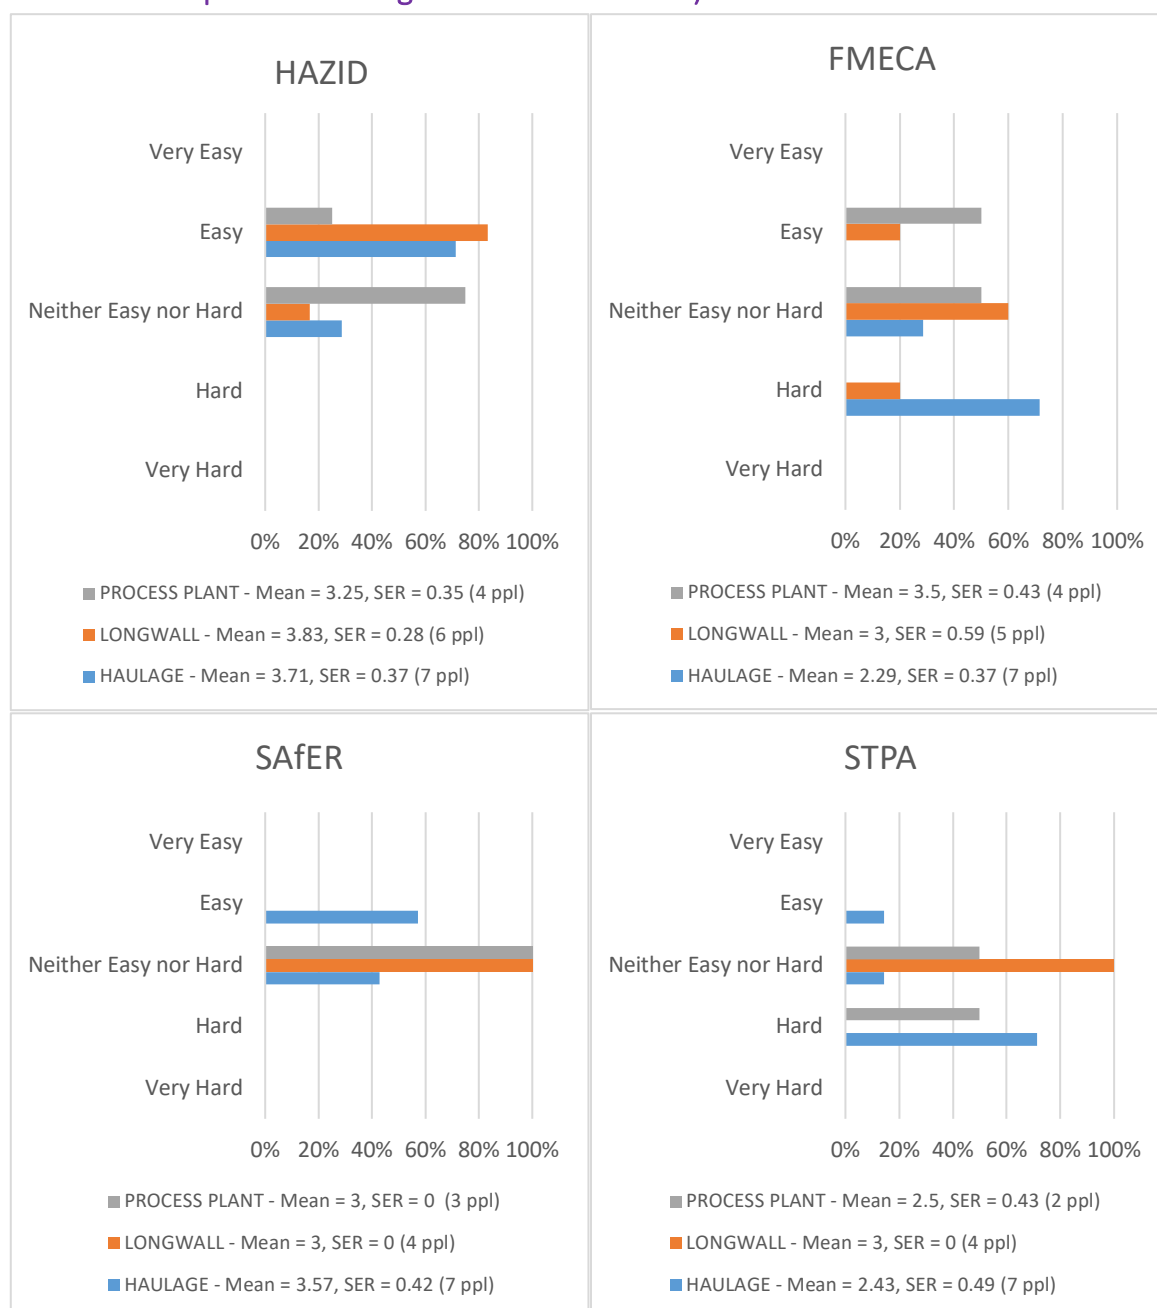 HAZID
Very Easy
Easy
Neither Easy nor Hard
Hard
Very Hard
0% 20% 40% 60% 80% 100%
PROCESS PLANT - Mean = 3.25, SER = 0.35 (4 ppl)
LONGWALL - Mean = 3.83, SER = 0.28 (6 ppl)
HAULAGE - Mean = 3.71, SER = 0.37 (7 ppl)
FMECA
Very Easy
Easy
Neither Easy nor Hard
Hard
Very Hard
0% 20% 40% 60% 80% 100%
PROCESS PLANT - Mean = 3.5, SER = 0.43 (4 ppl)
LONGWALL - Mean = 3, SER = 0.59 (5 ppl)
HAULAGE - Mean = 2.29, SER = 0.37 (7 ppl)
SAfER
Very Easy
Easy
Neither Easy nor Hard
Hard
Very Hard
0% 20% 40% 60% 80% 100%
PROCESS PLANT - Mean = 3, SER = 0 (3 ppl)
LONGWALL - Mean = 3, SER = 0 (4 ppl)
HAULAGE - Mean = 3.57, SER = 0.42 (7 ppl)
STPA
Very Easy
Easy
Neither Easy nor Hard
Hard
Very Hard
0% 20% 40% 60% 80% 100%
PROCESS PLANT - Mean = 2.5, SER = 0.43 (2 ppl)
LONGWALL - Mean = 3, SER = 0 (4 ppl)
HAULAGE - Mean = 2.43, SER = 0.49 (7 ppl)